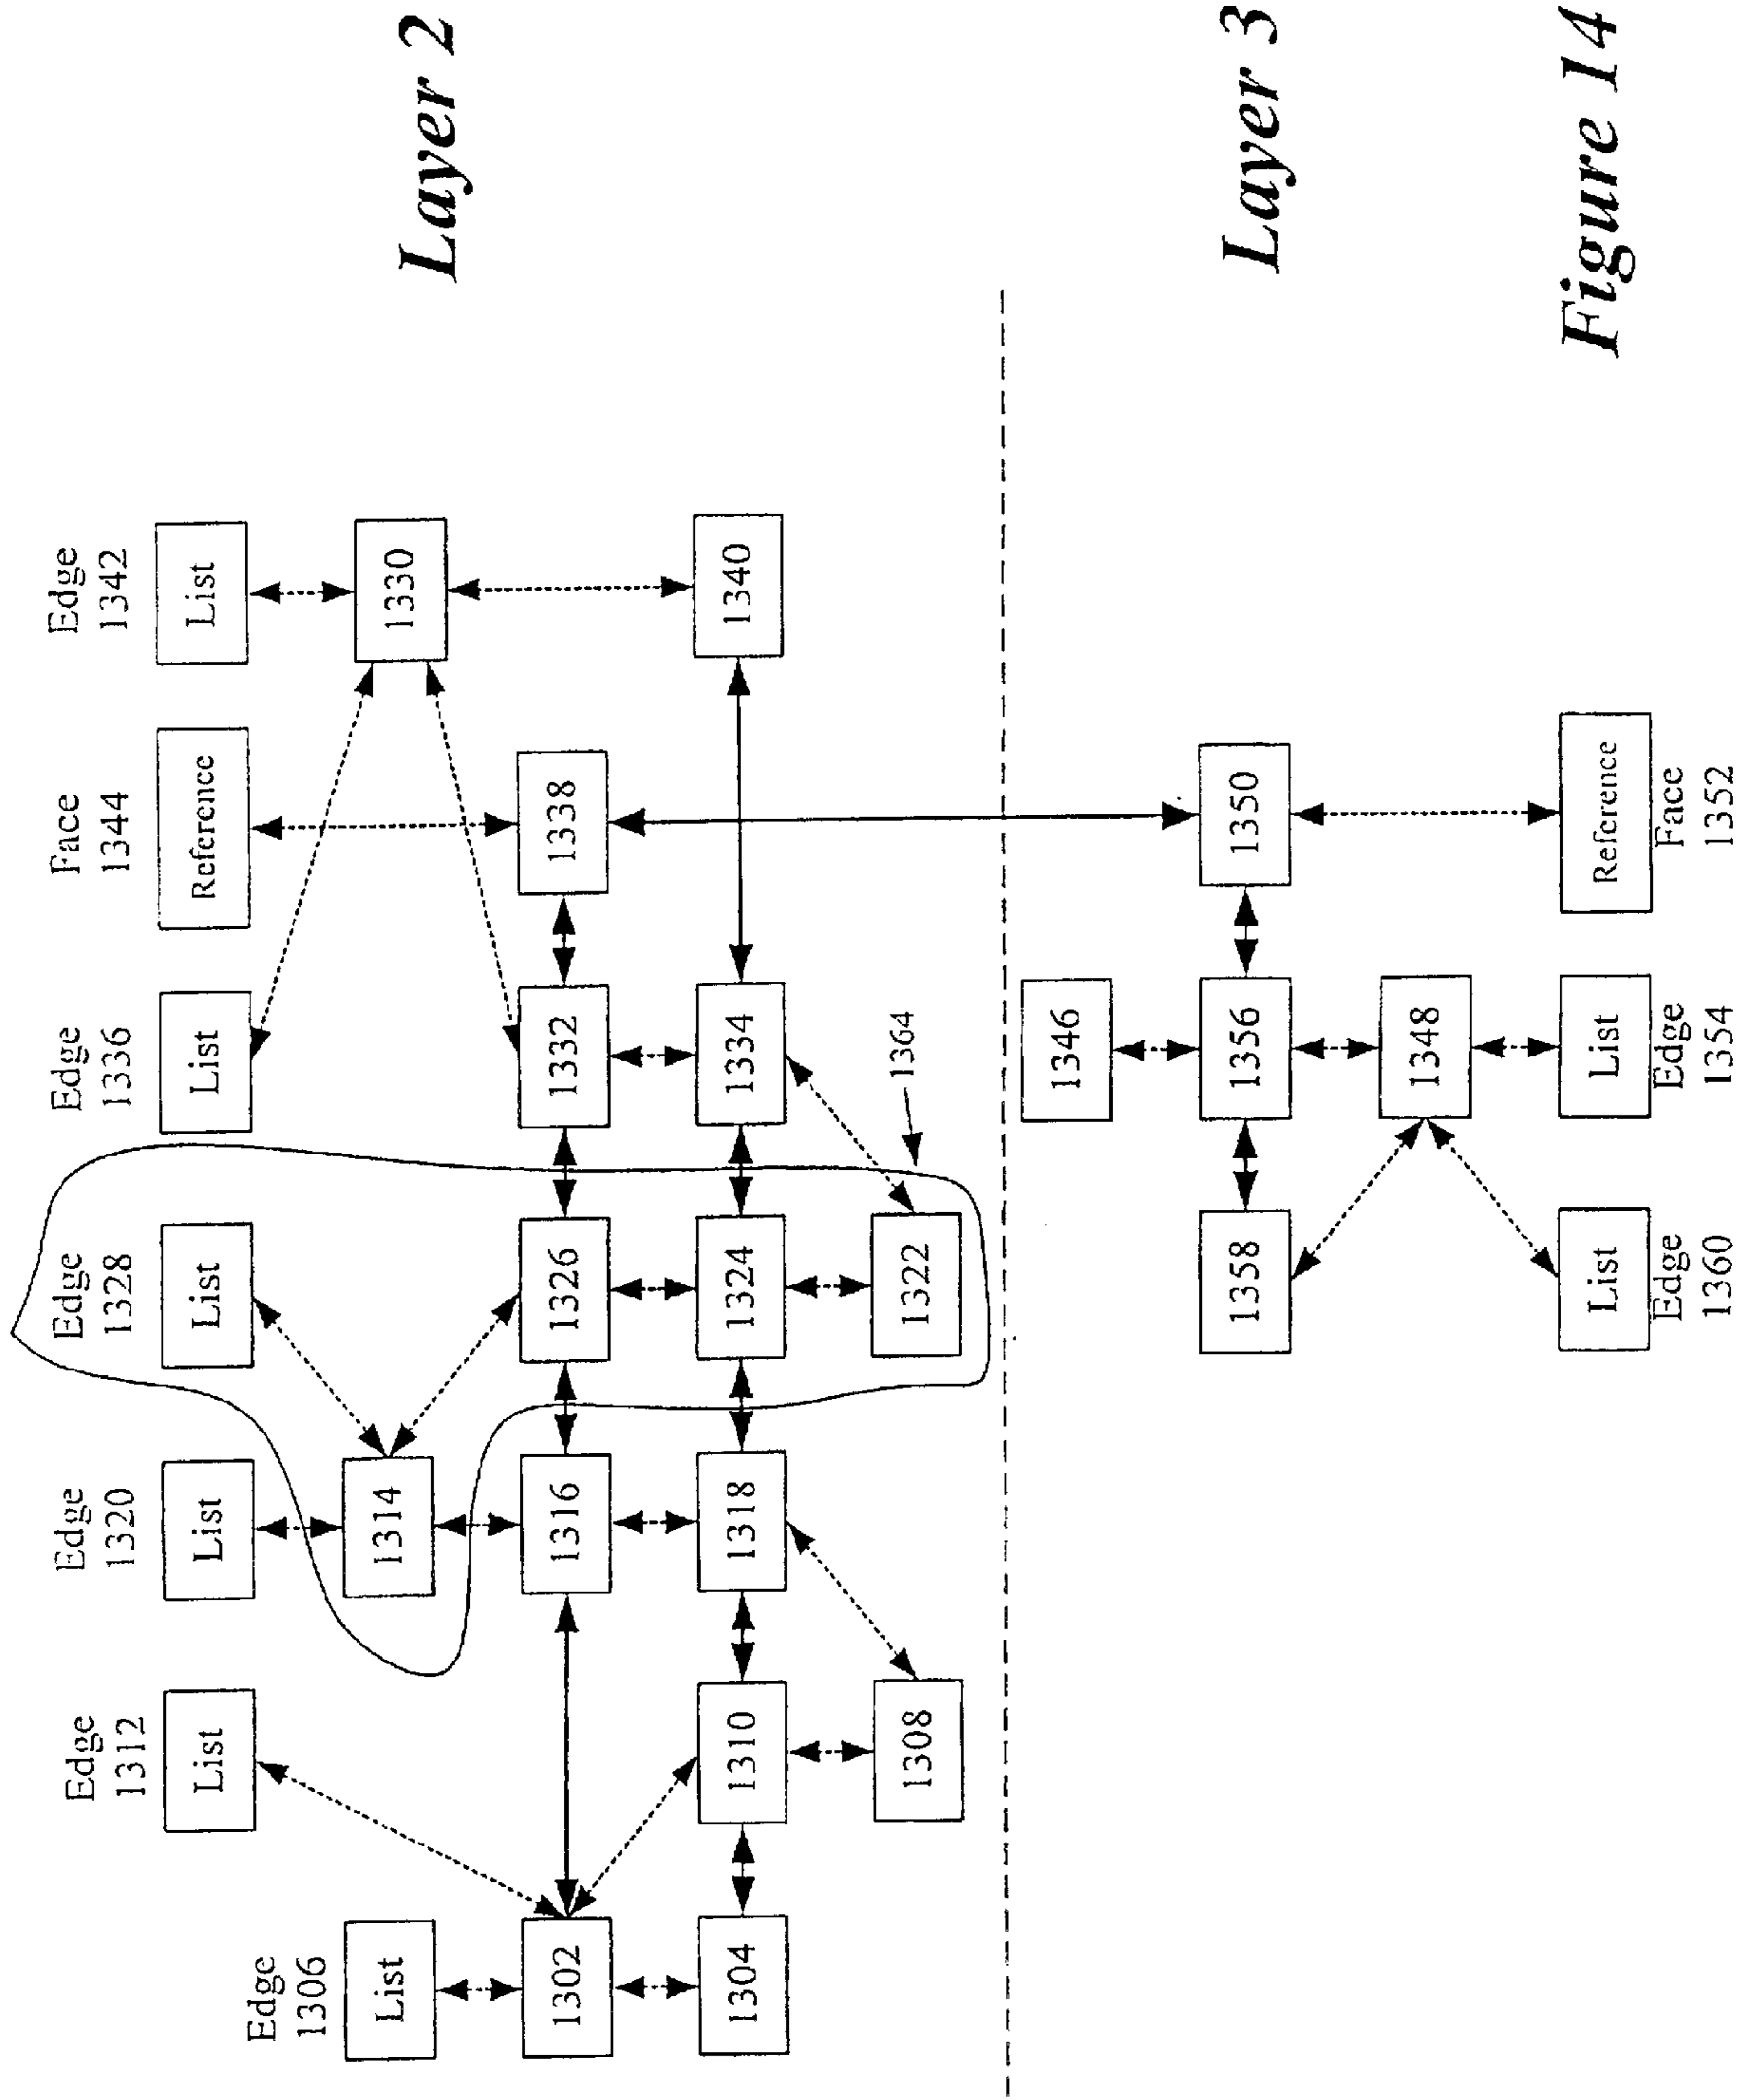 Edge
1312
Edge
1320
Edge
1328
Edge
1336
Face
1344
Edge
1342
List
List
List
List
Reference
List
Edge
1306
List
1314
1330
Layer 2
1302
1316
1326
1332
1338
1304
1310
1318
1324
1334
1340
1308
1322
1364
1346
1358
1356
1350
Layer 3
1348
List
List
Reference
Edge
1360
Edge
1354
Face
1352
Figure 14